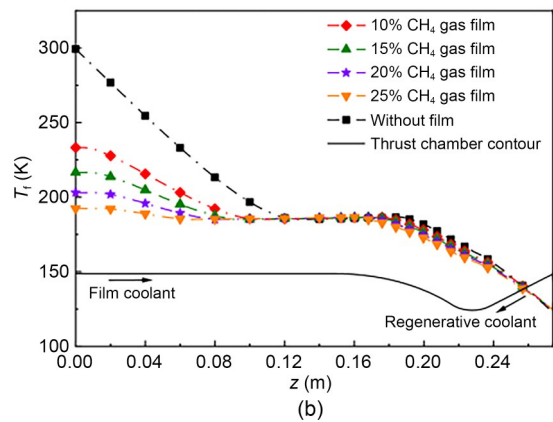 10% CH₄ gas film
15% CH₄ gas film
20% CH₄ gas film
25% CH₄ gas film
Without film
Thrust chamber contour
300
250
200
150
100
T_f (K)
Film coolant
Regenerative coolant
0.00 0.04 0.08 0.12 0.16 0.20 0.24
z (m)
(b)